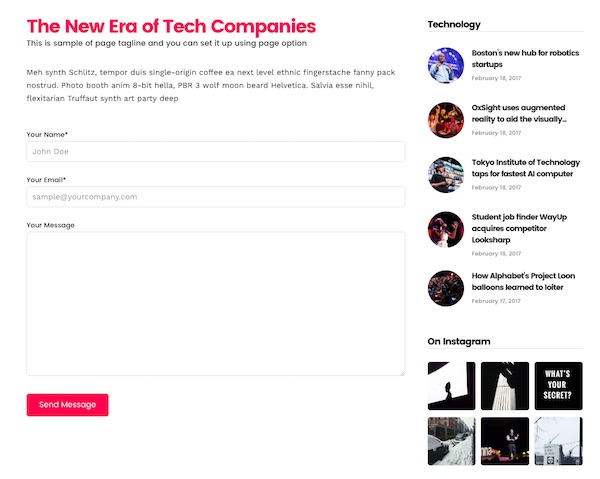 The New Era of Tech Companies
This is sample of page tagline and you can set it up using page option
Meh synth Schlitz, tempor duis single-origin coffee ea next level ethnic fingerstache fanny pack
nostrud. Photo booth anim 8-bit hella, PBR 3 wolf moon beard Helvetica. Salvia esse nihil,
flexitarian Truffaut synth art party deep
Your Name*
John Doe
Your Email*
sample@yourcompany.com
Your Message
Send Message
Technology
Boston's new hub for robotics
startups
February 18, 2017
OxSight uses augmented
reality to aid the visually...
February 18, 2017
Tokyo Institute of Technology
taps for fastest AI computer
February 18, 2017
Student job finder WayUp
acquires competitor
Looksharp
February 18, 2017
How Alphabet's Project Loon
balloons learned to loiter
February 17, 2017
On Instagram
WHAT'S
YOUR
SECRET?